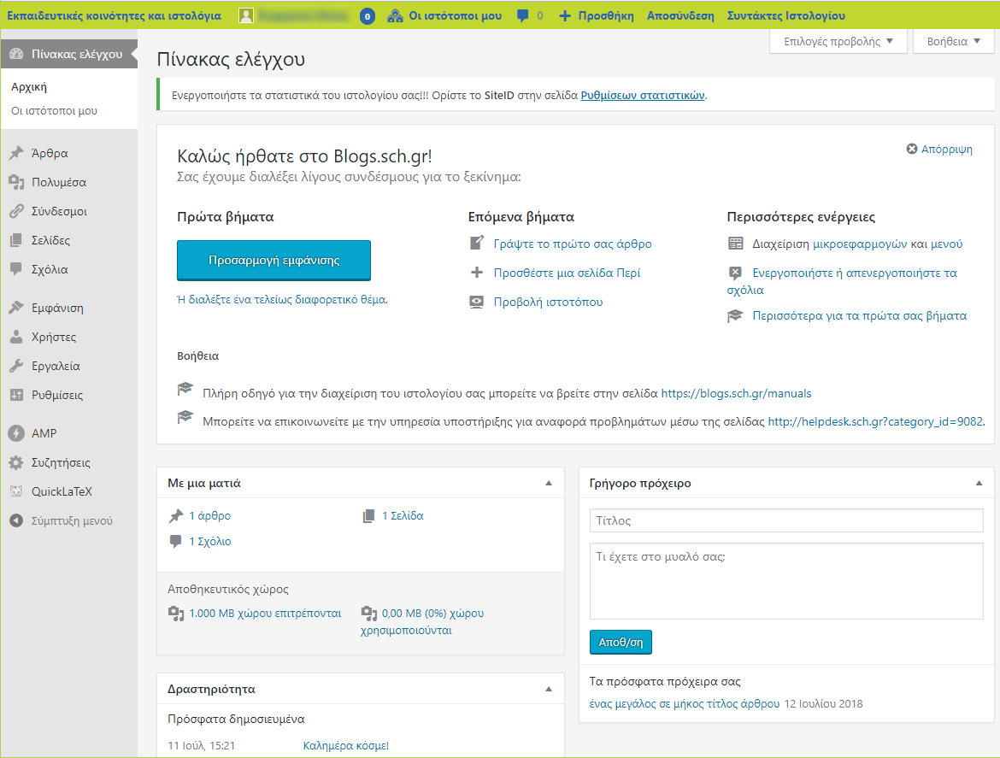 Εκπαιδευτικές κοινότητες και ιστολόγια 0 Οι ιστότοποι μου 0 Προσθήκη Αποσύνδεση Συντάκτες Ιστολογίου
Επιλογές προβολής Βοήθεια
Πίνακας ελέγχου
Αρχική
Οι ιστότοποι μου
Άρθρα
Πολυμέσα
Σύνδεσμοι
Σελίδες
Σχόλια
Εμφάνιση
Χρήστες
Εργαλεία
Ρυθμίσεις
AMP
Συζητήσεις
QuickLaTeX
Σύμπτυξη μενού
Πίνακας ελέγχου
Ενεργοποιήστε τα στατιστικά του ιστολογίου σας!!! Ορίστε το SiteID στην σελίδα Ρυθμίσεων στατιστικών.
Καλώς ήρθατε στο Blogs.sch.gr!
Απόρριψη
Σας έχουμε διαλέξει λίγους συνδέσμους για το ξεκίνημα:
Πρώτα βήματα
Προσαρμογή εμφάνισης
Ή διαλέξτε ένα τελείως διαφορετικό θέμα.
Επόμενα βήματα
Γράψτε το πρώτο σας άρθρο
Προσθέστε μια σελίδα Περί
Προβολή ιστοτόπου
Περισσότερες ενέργειες
Διαχείριση μικροεφαρμογών και μενού
Ενεργοποιήστε ή απενεργοποιήστε τα
σχόλια
Περισσότερα για τα πρώτα σας βήματα
Βοήθεια
Πλήρη οδηγό για την διαχείριση του ιστολογίου σας μπορείτε να βρείτε στην σελίδα https://blogs.sch.gr/manuals
Μπορείτε να επικοινωνείτε με την υπηρεσία υποστήριξης για αναφορά προβλημάτων μέσω της σελίδας http://helpdesk.sch.gr?category_id=9082.
Με μια ματιά
1 άρθρο 1 Σελίδα
1 Σχόλιο
Αποθηκευτικός χώρος
1.000 MB χώρου επιτρέπονται
0,00 MB (0%) χώρου
χρησιμοποιούνται
Δραστηριότητα
Πρόσφατα δημοσιευμένα
11 Ιούλ, 15:21 Καλημέρα κόσμε!
Γρήγορο πρόχειρο
Τίτλος
Τι έχετε στο μυαλό σας;
Αποθ/ση
Τα πρόσφατα πρόχειρα σας
ένας μεγάλος σε μήκος τίτλος άρθρου 12 Ιουλίου 2018